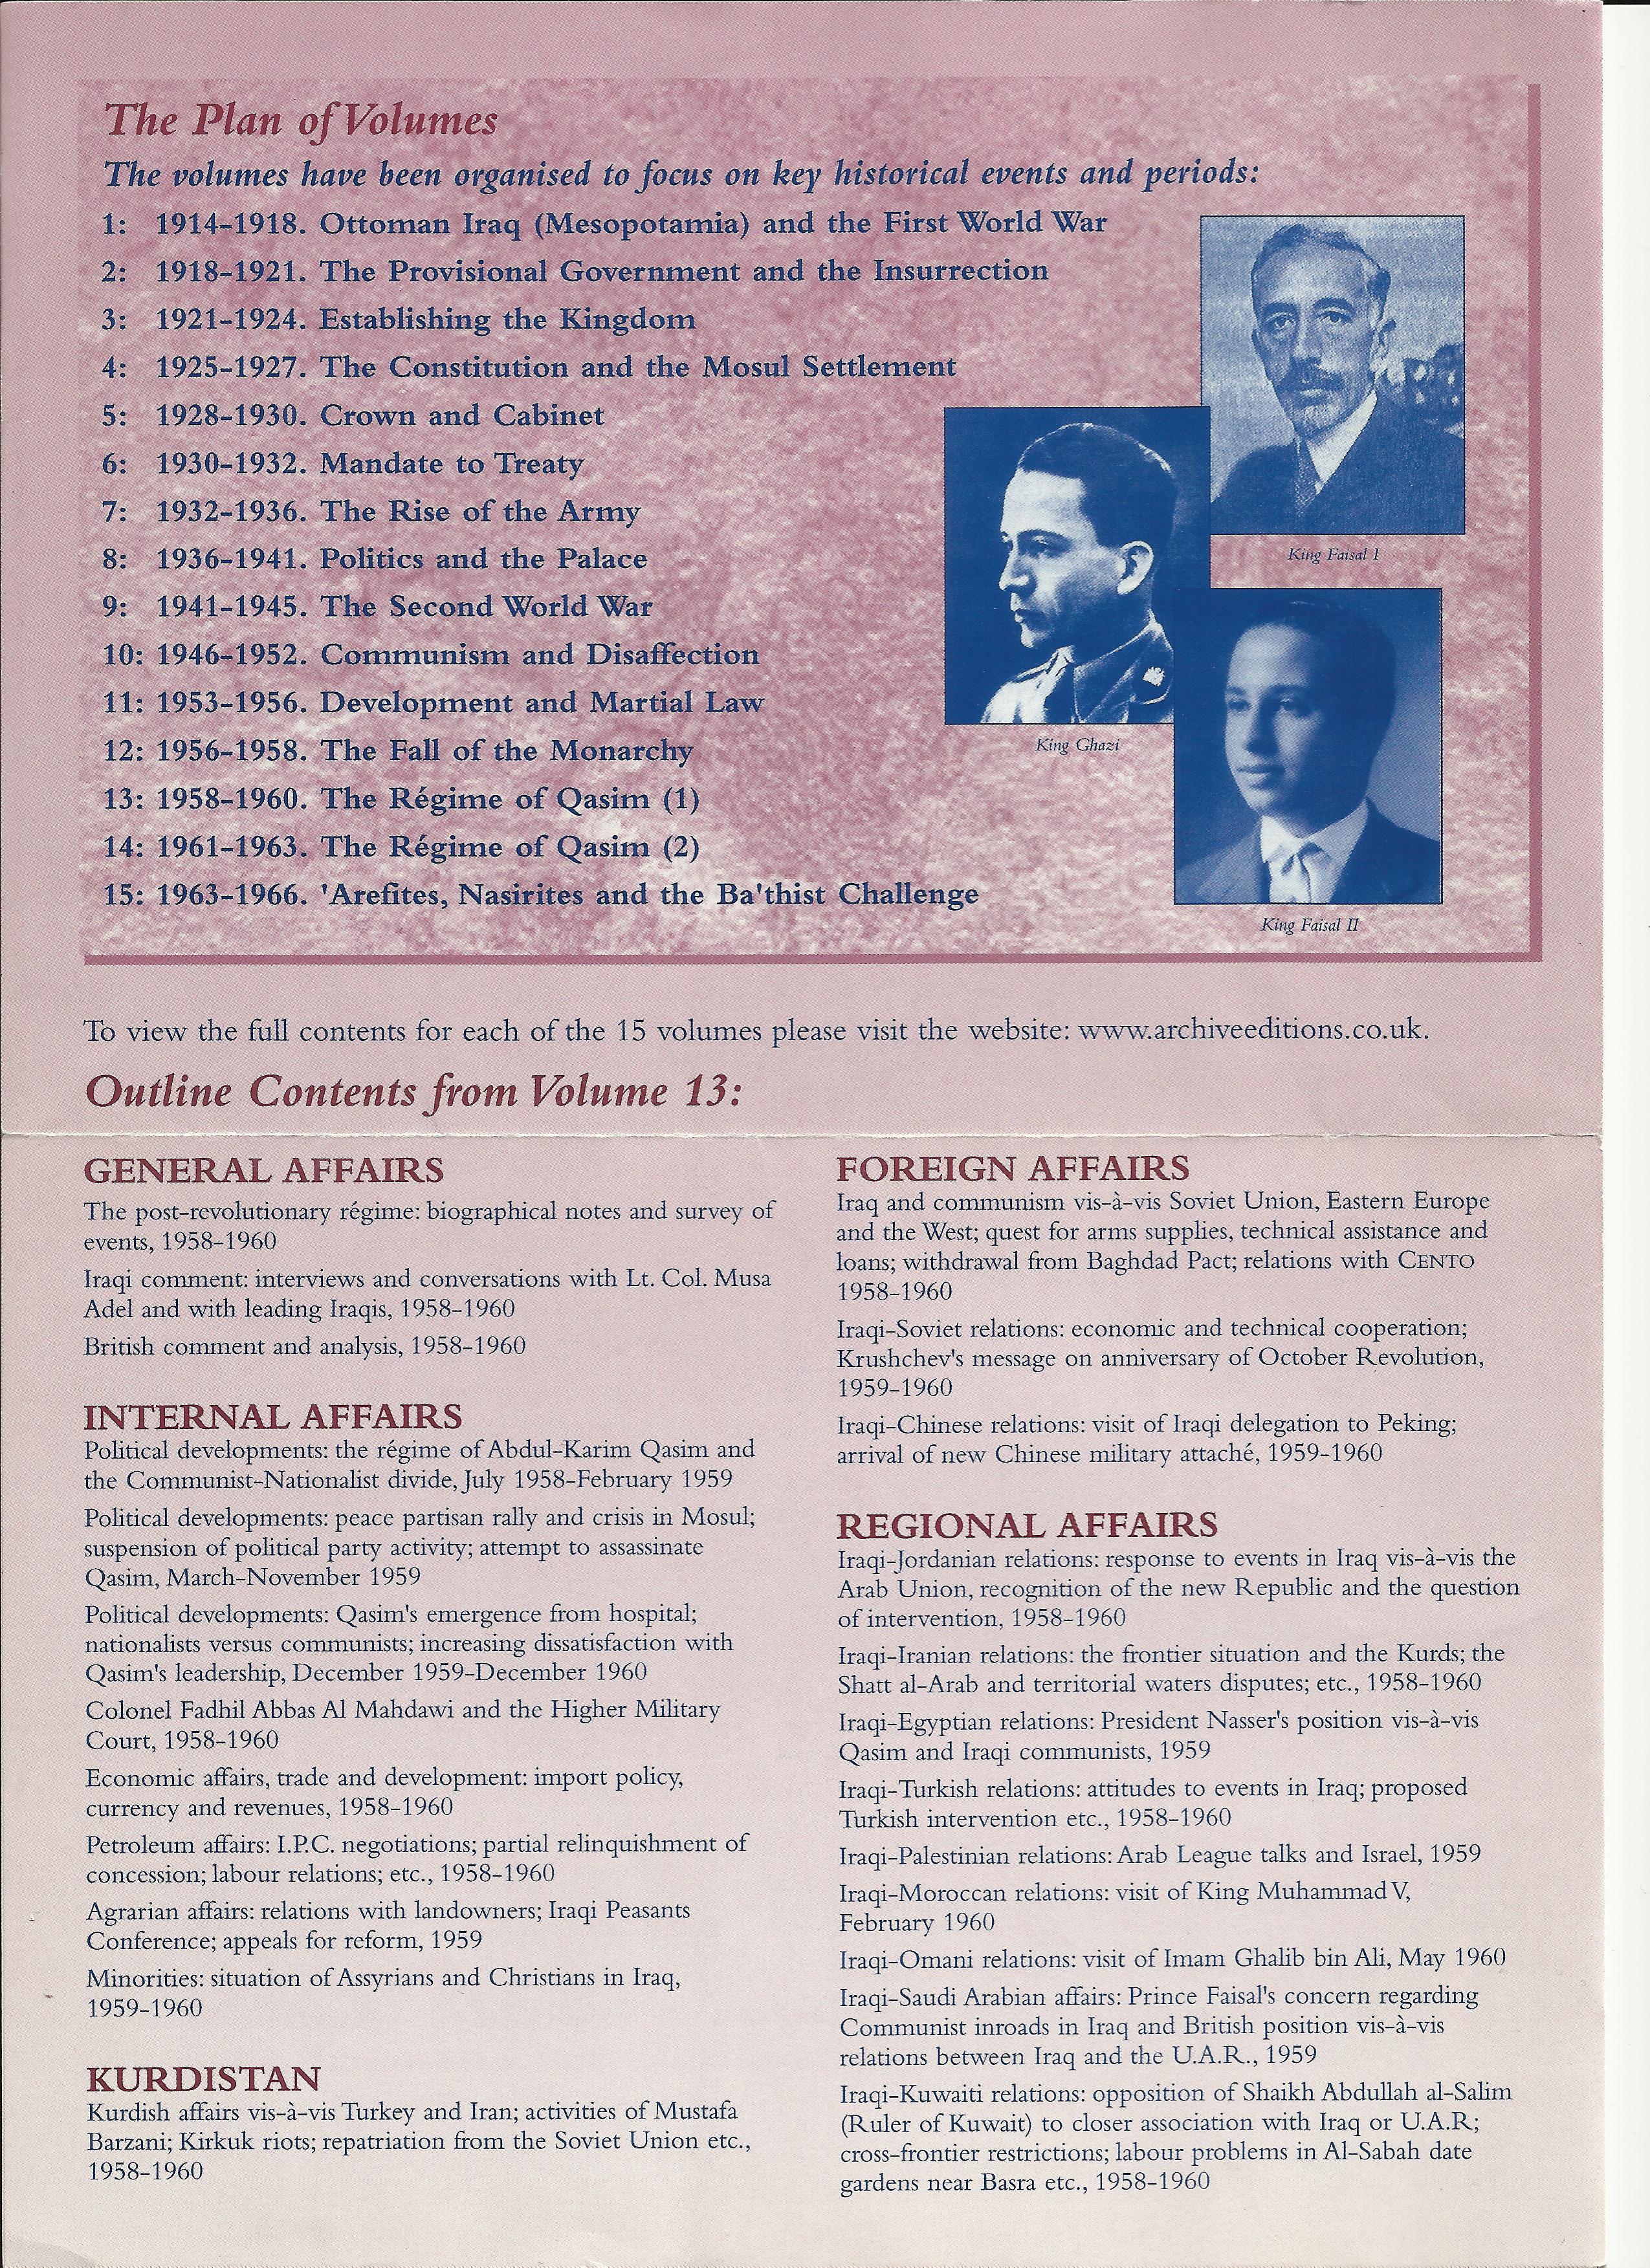 The Plan of Volumes
The volumes have been organised to focus on key historical events and periods:
1: 1914-1918. Ottoman Iraq (Mesopotamia) and the First World War
2: 1918-1921. The Provisional Government and the Insurrection
3: 1921-1924. Establishing the Kingdom
4: 1925-1927. The Constitution and the Mosul Settlement
5: 1928-1930. Crown and Cabinet
6: 1930-1932. Mandate to Treaty
7: 1932-1936. The Rise of the Army
8: 1936-1941. Politics and the Palace
9: 1941-1945. The Second World War
10: 1946-1952. Communism and Disaffection
11: 1953-1956. Development and Martial Law
12: 1956-1958. The Fall of the Monarchy
13: 1958-1960. The Régime of Qasim (1)
14: 1961-1963. The Régime of Qasim (2)
15: 1963-1966. 'Arefites, Nasirites and the Ba'thist Challenge
King Faisal I
King Ghazi
King Faisal II
To view the full contents for each of the 15 volumes please visit the website: www.archiveeditions.co.uk.
Outline Contents from Volume 13:
GENERAL AFFAIRS
The post-revolutionary régime: biographical notes and survey of
events, 1958-1960
Iraqi comment: interviews and conversations with Lt. Col. Musa
Adel and with leading Iraqis, 1958-1960
British comment and analysis, 1958-1960
INTERNAL AFFAIRS
Political developments: the régime of Abdul-Karim Qasim and
the Communist-Nationalist divide, July 1958-February 1959
Political developments: peace partisan rally and crisis in Mosul;
suspension of political party activity; attempt to assassinate
Qasim, March-November 1959
Political developments: Qasim's emergence from hospital;
nationalists versus communists; increasing dissatisfaction with
Qasim's leadership, December 1959-December 1960
Colonel Fadhil Abbas Al Mahdawi and the Higher Military
Court, 1958-1960
Economic affairs, trade and development: import policy,
currency and revenues, 1958-1960
Petroleum affairs: I.P.C. negotiations; partial relinquishment of
concession; labour relations; etc., 1958-1960
Agrarian affairs: relations with landowners; Iraqi Peasants
Conference; appeals for reform, 1959
Minorities: situation of Assyrians and Christians in Iraq,
1959-1960
KURDISTAN
Kurdish affairs vis-à-vis Turkey and Iran; activities of Mustafa
Barzani; Kirkuk riots; repatriation from the Soviet Union etc.,
1958-1960
FOREIGN AFFAIRS
Iraq and communism vis-à-vis Soviet Union, Eastern Europe
and the West; quest for arms supplies, technical assistance and
loans; withdrawal from Baghdad Pact; relations with CENTO
1958-1960
Iraqi-Soviet relations: economic and technical cooperation;
Krushchev's message on anniversary of October Revolution,
1959-1960
Iraqi-Chinese relations: visit of Iraqi delegation to Peking;
arrival of new Chinese military attaché, 1959-1960
REGIONAL AFFAIRS
Iraqi-Jordanian relations: response to events in Iraq vis-à-vis the
Arab Union, recognition of the new Republic and the question
of intervention, 1958-1960
Iraqi-Iranian relations: the frontier situation and the Kurds; the
Shatt al-Arab and territorial waters disputes; etc., 1958-1960
Iraqi-Egyptian relations: President Nasser's position vis-à-vis
Qasim and Iraqi communists, 1959
Iraqi-Turkish relations: attitudes to events in Iraq; proposed
Turkish intervention etc., 1958-1960
Iraqi-Palestinian relations: Arab League talks and Israel, 1959
Iraqi-Moroccan relations: visit of King Muhammad V,
February 1960
Iraqi-Omani relations: visit of Imam Ghalib bin Ali, May 1960
Iraqi-Saudi Arabian affairs: Prince Faisal's concern regarding
Communist inroads in Iraq and British position vis-à-vis
relations between Iraq and the U.A.R., 1959
Iraqi-Kuwaiti relations: opposition of Shaikh Abdullah al-Salim
(Ruler of Kuwait) to closer association with Iraq or U.A.R;
cross-frontier restrictions; labour problems in Al-Sabah date
gardens near Basra etc., 1958-1960